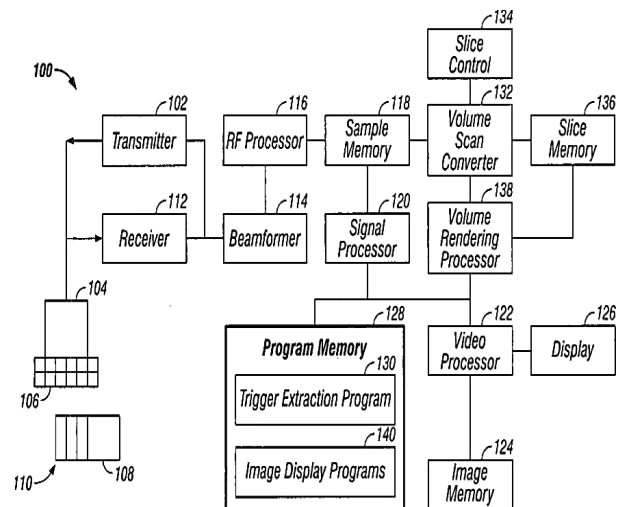 134
Slice
Control
100
102
Transmitter
116
RF Processor
118
Sample
Memory
132
Volume
Scan
Converter
136
Slice
Memory
112
Receiver
114
Beamformer
120
Signal
Processor
138
Volume
Rendering
Processor
104
106
110
108
128
Program Memory
130
Trigger Extraction Program
140
Image Display Programs
122
Video
Processor
126
Display
124
Image
Memory